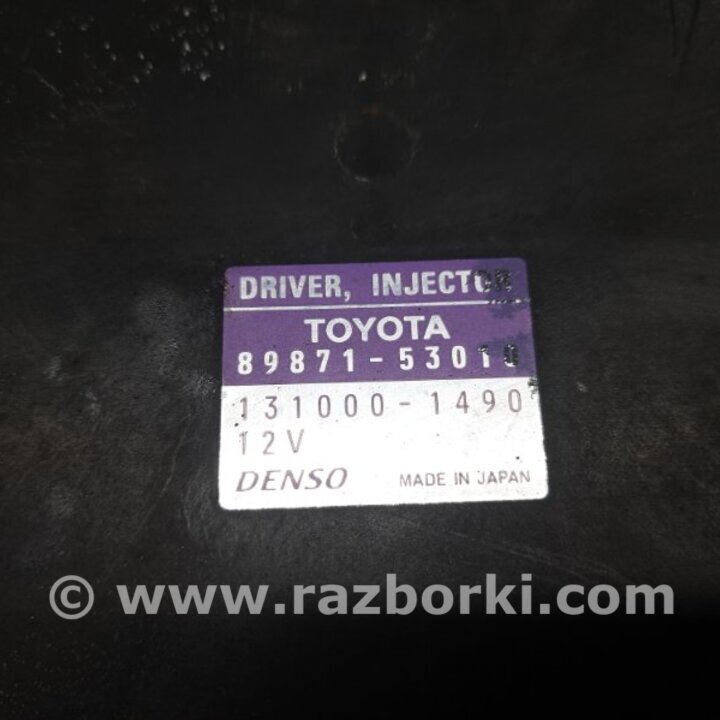 DRIVER, INJECTOR
TOYOTA
89871-53010
131000-1490
12V
DENSO MADE IN JAPAN
© www.razborki.com